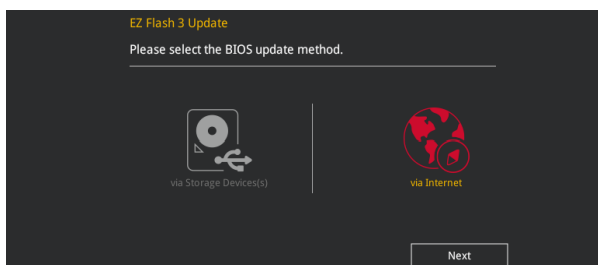 EZ Flash 3 Update
Please select the BIOS update method.
via Storage Devices(s)
via Internet
Next